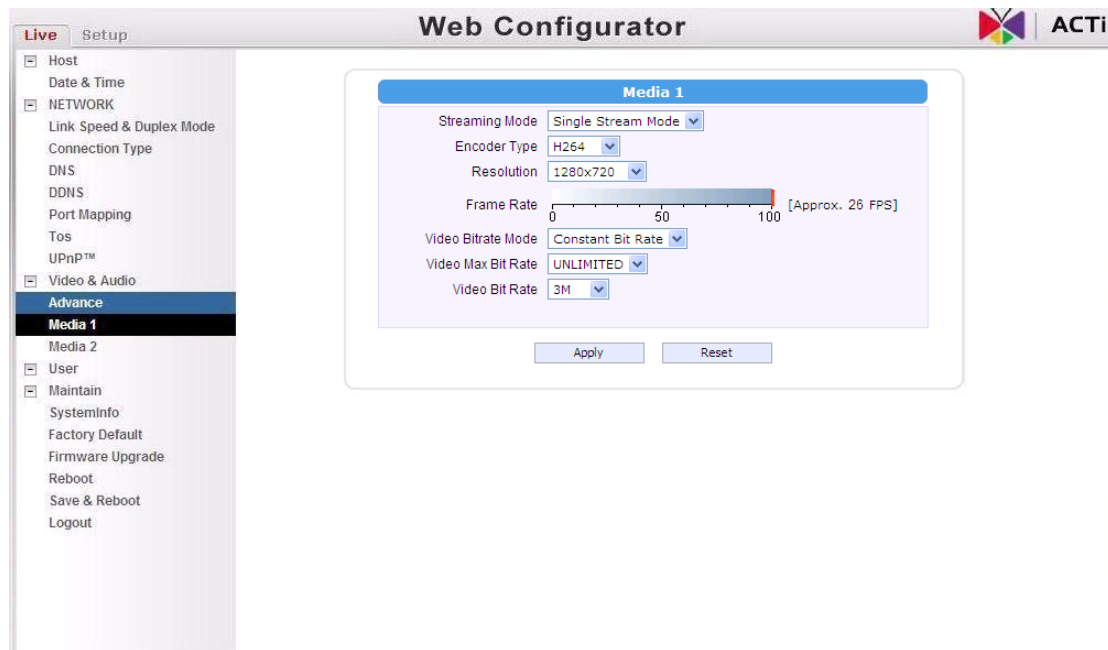 Live Setup
Web Configurator
ACTi
Host
Date & Time
NETWORK
Link Speed & Duplex Mode
Connection Type
DNS
DDNS
Port Mapping
Tos
UPnP™
Video & Audio
Advance
Media 1
Media 2
User
Maintain
SystemInfo
Factory Default
Firmware Upgrade
Reboot
Save & Reboot
Logout
Media 1
Streaming Mode Single Stream Mode
Encoder Type H264
Resolution 1280x720
Frame Rate [Approx. 26 FPS]
0 50 100
Video Bitrate Mode Constant Bit Rate
Video Max Bit Rate UNLIMITED
Video Bit Rate 3M
Apply Reset